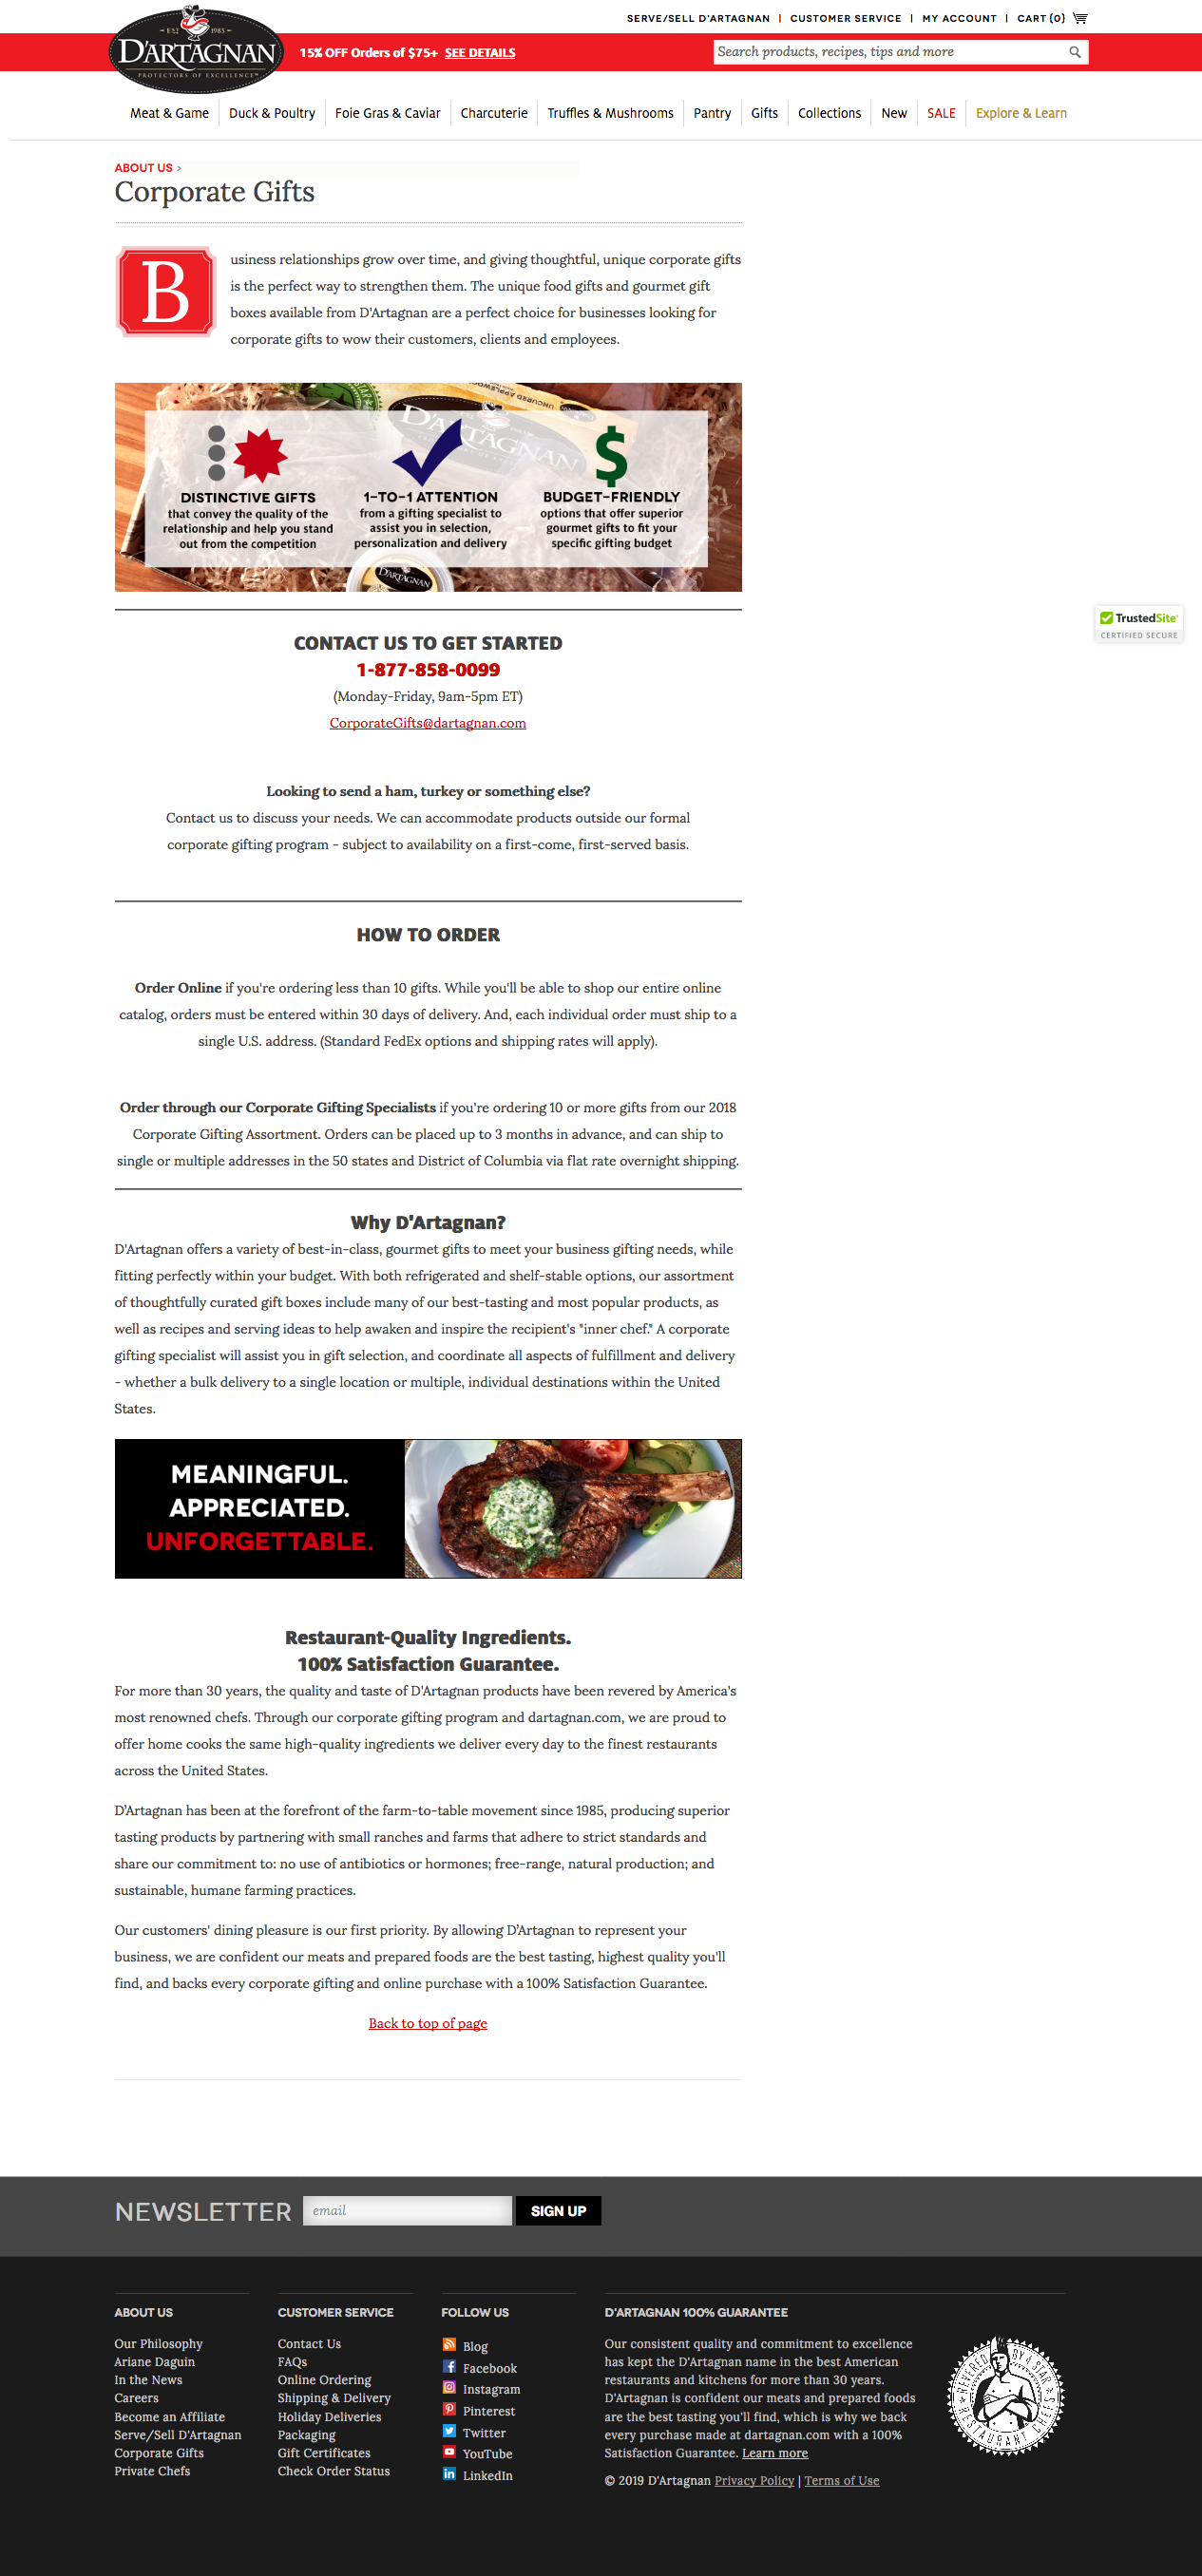 SERVE/SELL D'ARTAGNAN | CUSTOMER SERVICE | MY ACCOUNT | CART (0)
EST 1985
D'ARTAGNAN
PROTECTORS OF EXCELLENCE
15% OFF Orders of $75+ SEE DETAILS
Search products, recipes, tips and more
Meat & Game Duck & Poultry Foie Gras & Caviar Charcuterie Truffles & Mushrooms Pantry Gifts Collections New SALE Explore & Learn
ABOUT US >
Corporate Gifts
Business relationships grow over time, and giving thoughtful, unique corporate gifts
is the perfect way to strengthen them. The unique food gifts and gourmet gift
boxes available from D'Artagnan are a perfect choice for businesses looking for
corporate gifts to wow their customers, clients and employees.
UNCURED APPLEWOOD
D'ARTAGNAN
DISTINCTIVE GIFTS
that convey the quality of the
relationship and help you stand
out from the competition
1-TO-1 ATTENTION
from a gifting specialist to
assist you in selection,
personalization and delivery
$
BUDGET-FRIENDLY
options that offer superior
gourmet gifts to fit your
specific gifting budget
D'ARTAGNAN
TrustedSite
CERTIFIED SECURE
CONTACT US TO GET STARTED
1-877-858-0099
(Monday-Friday, 9am-5pm ET)
CorporateGifts@dartagnan.com
Looking to send a ham, turkey or something else?
Contact us to discuss your needs. We can accommodate products outside our formal
corporate gifting program - subject to availability on a first-come, first-served basis.
HOW TO ORDER
Order Online if you're ordering less than 10 gifts. While you'll be able to shop our entire online
catalog, orders must be entered within 30 days of delivery. And, each individual order must ship to a
single U.S. address. (Standard FedEx options and shipping rates will apply).
Order through our Corporate Gifting Specialists if you're ordering 10 or more gifts from our 2018
Corporate Gifting Assortment. Orders can be placed up to 3 months in advance, and can ship to
single or multiple addresses in the 50 states and District of Columbia via flat rate overnight shipping.
Why D'Artagnan?
D'Artagnan offers a variety of best-in-class, gourmet gifts to meet your business gifting needs, while
fitting perfectly within your budget. With both refrigerated and shelf-stable options, our assortment
of thoughtfully curated gift boxes include many of our best-tasting and most popular products, as
well as recipes and serving ideas to help awaken and inspire the recipient's "inner chef." A corporate
gifting specialist will assist you in gift selection, and coordinate all aspects of fulfillment and delivery
- whether a bulk delivery to a single location or multiple, individual destinations within the United
States.
MEANINGFUL.
APPRECIATED.
UNFORGETTABLE.
Restaurant-Quality Ingredients.
100% Satisfaction Guarantee.
For more than 30 years, the quality and taste of D'Artagnan products have been revered by America's
most renowned chefs. Through our corporate gifting program and dartagnan.com, we are proud to
offer home cooks the same high-quality ingredients we deliver every day to the finest restaurants
across the United States.
D'Artagnan has been at the forefront of the farm-to-table movement since 1985, producing superior
tasting products by partnering with small ranches and farms that adhere to strict standards and
share our commitment to: no use of antibiotics or hormones; free-range, natural production; and
sustainable, humane farming practices.
Our customers' dining pleasure is our first priority. By allowing D'Artagnan to represent your
business, we are confident our meats and prepared foods are the best tasting, highest quality you'll
find, and backs every corporate gifting and online purchase with a 100% Satisfaction Guarantee.
Back to top of page
NEWSLETTER email SIGN UP
ABOUT US
Our Philosophy
Ariane Daguin
In the News
Careers
Become an Affiliate
Serve/Sell D'Artagnan
Corporate Gifts
Private Chefs
CUSTOMER SERVICE
Contact Us
FAQs
Online Ordering
Shipping & Delivery
Holiday Deliveries
Packaging
Gift Certificates
Check Order Status
FOLLOW US
Blog
Facebook
Instagram
Pinterest
Twitter
YouTube
LinkedIn
D'ARTAGNAN 100% GUARANTEE
Our consistent quality and commitment to excellence
has kept the D'Artagnan name in the best American
restaurants and kitchens for more than 30 years.
D'Artagnan is confident our meats and prepared foods
are the best tasting you'll find, which is why we back
every purchase made at dartagnan.com with a 100%
Satisfaction Guarantee. Learn more
© 2019 D'Artagnan Privacy Policy | Terms of Use